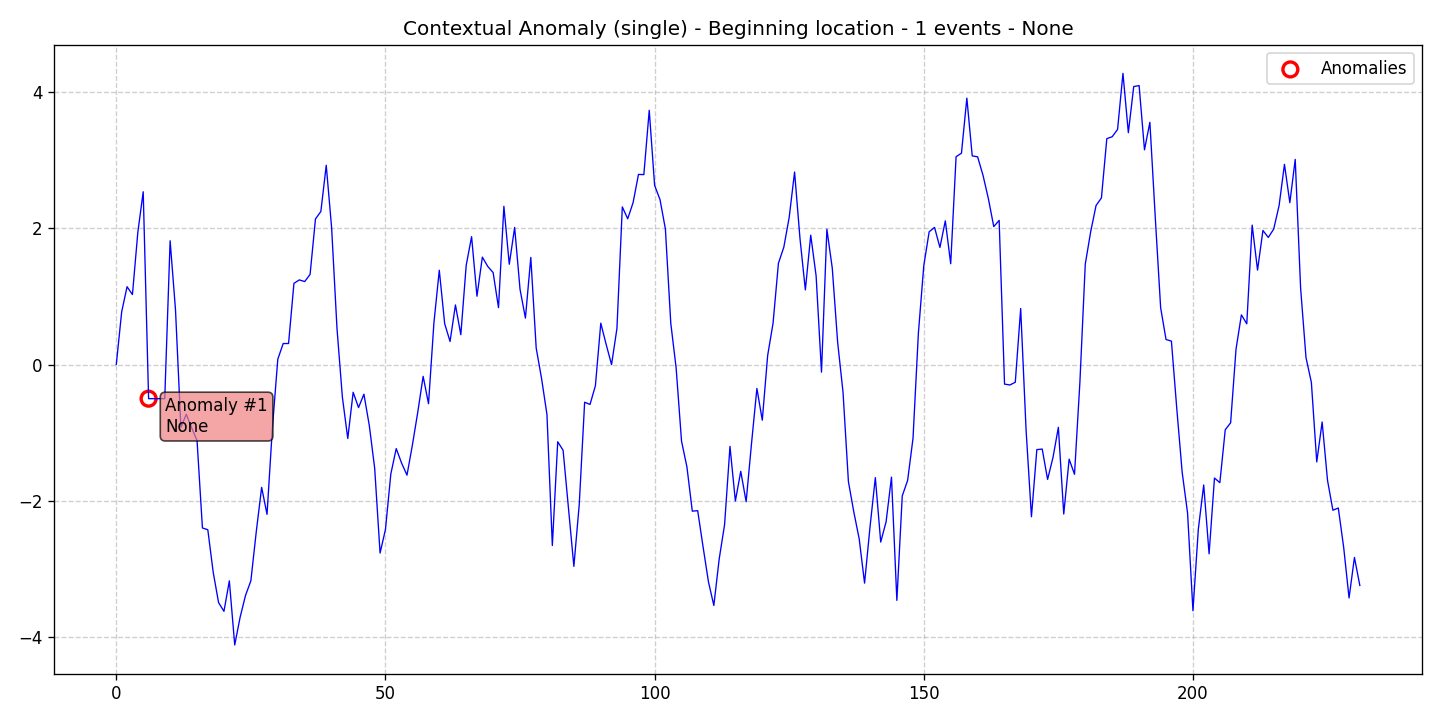 Contextual Anomaly (single) - Beginning location - 1 events - None
Anomalies
4
2
0
−2
−4
Anomaly #1
None
0
50
100
150
200